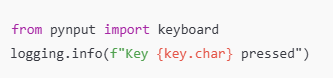 from pynput import keyboard
logging.info(f"Key {key.char} pressed")